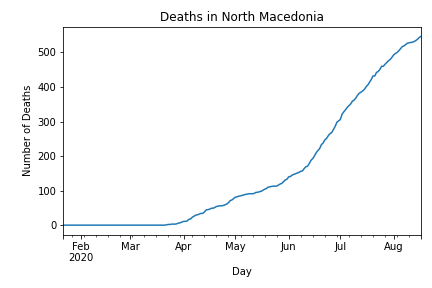 Deaths in North Macedonia
Number of Deaths
500
400
300
200
100
0
Feb Mar Apr May Jun Jul Aug
2020
Day